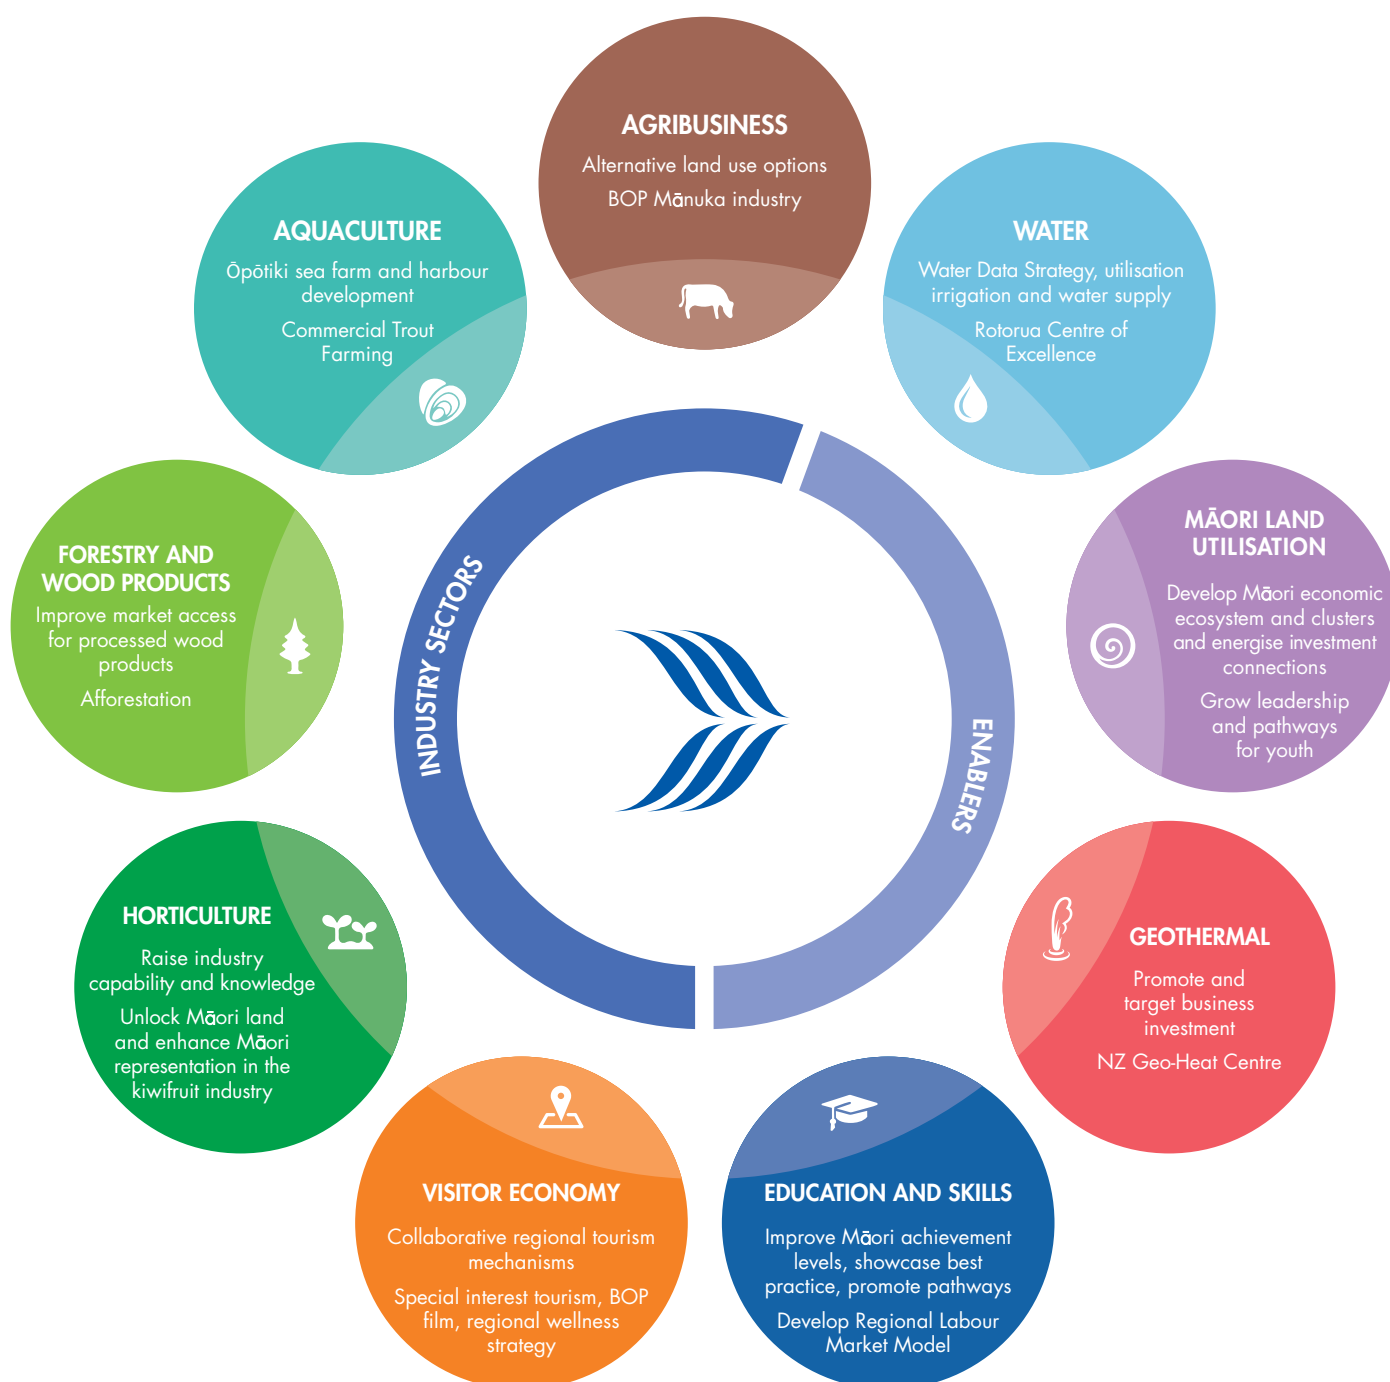 AGRIBUSINESS
Alternative land use options
BOP Mānuka industry
WATER
Water Data Strategy, utilisation
irrigation and water supply
Rotorua Centre of
Excellence
MĀORI LAND
UTILISATION
Develop Māori economic
ecosystem and clusters
and energise investment
connections
Grow leadership
and pathways
for youth
GEOTHERMAL
Promote and
target business
investment
NZ Geo-Heat Centre
EDUCATION AND SKILLS
Improve Māori achievement
levels, showcase best
practice, promote pathways
Develop Regional Labour
Market Model
VISITOR ECONOMY
Collaborative regional tourism
mechanisms
Special interest tourism, BOP
film, regional wellness
strategy
HORTICULTURE
Raise industry
capability and knowledge
Unlock Māori land
and enhance Māori
representation in the
kiwifruit industry
FORESTRY AND
WOOD PRODUCTS
Improve market access
for processed wood
products
Afforestation
AQUACULTURE
Ōpōtiki sea farm and harbour
development
Commercial Trout
Farming
INDUSTRY SECTORS
ENABLERS